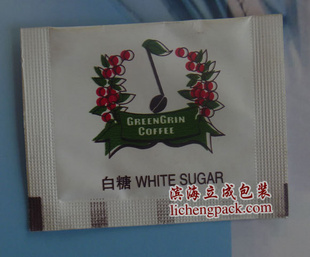 GREENGRIN
COFFEE
白糖 WHITE SUGAR
滨海立成包装
lichengpack.com